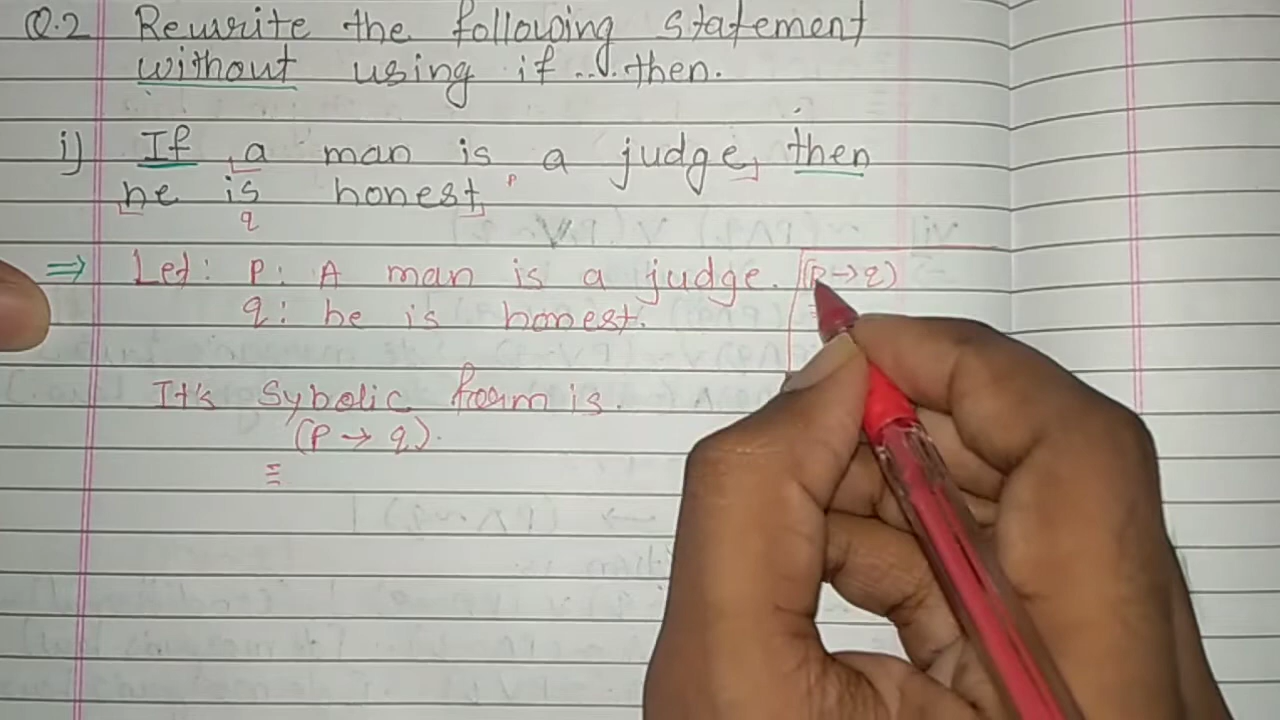 Q.2 Rewrite the following statement
without using if ... then.
i) If a man is a judge, then
he is honest.
p
q
⇒ Let: P: A man is a judge. (p→q)
q: he is honest.
It's Sybolic form is.
(P → q).
≡